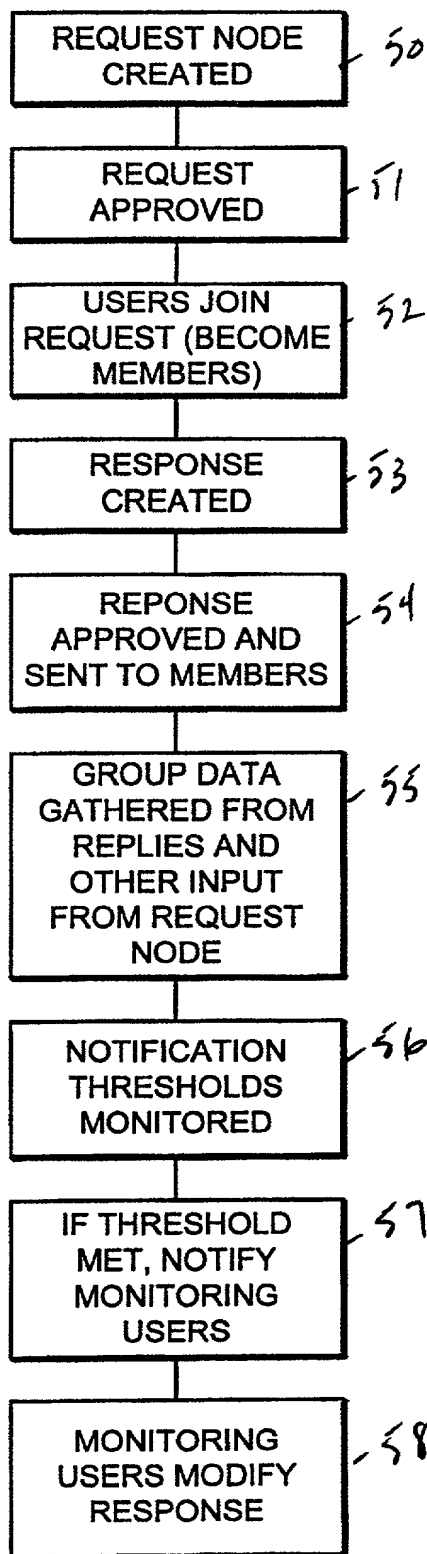 REQUEST NODE
CREATED
50
REQUEST
APPROVED
51
USERS JOIN
REQUEST (BECOME
MEMBERS)
52
RESPONSE
CREATED
53
REPONSE
APPROVED AND
SENT TO MEMBERS
54
GROUP DATA
GATHERED FROM
REPLIES AND
OTHER INPUT
FROM REQUEST
NODE
55
NOTIFICATION
THRESHOLDS
MONITORED
56
IF THRESHOLD
MET, NOTIFY
MONITORING
USERS
57
MONITORING
USERS MODIFY
RESPONSE
58